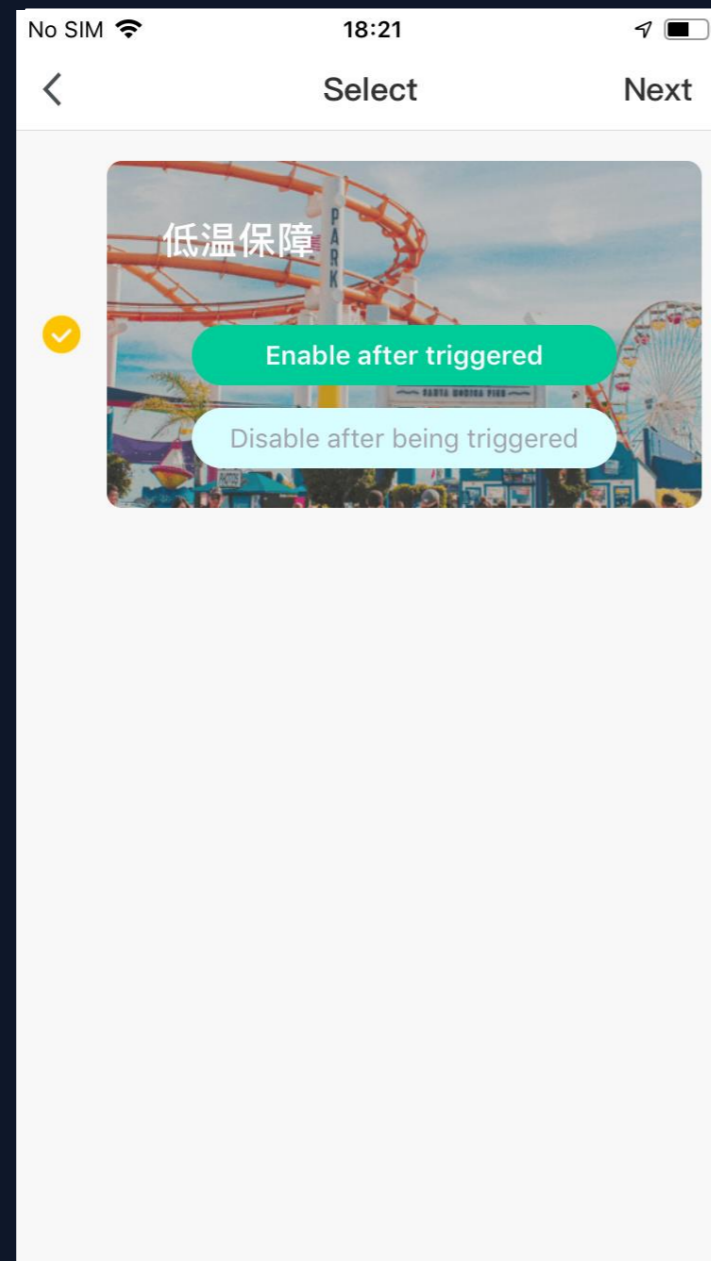 No SIM
18:21
Select
Next
低温保障
PARK
Enable after triggered
Disable after being triggered